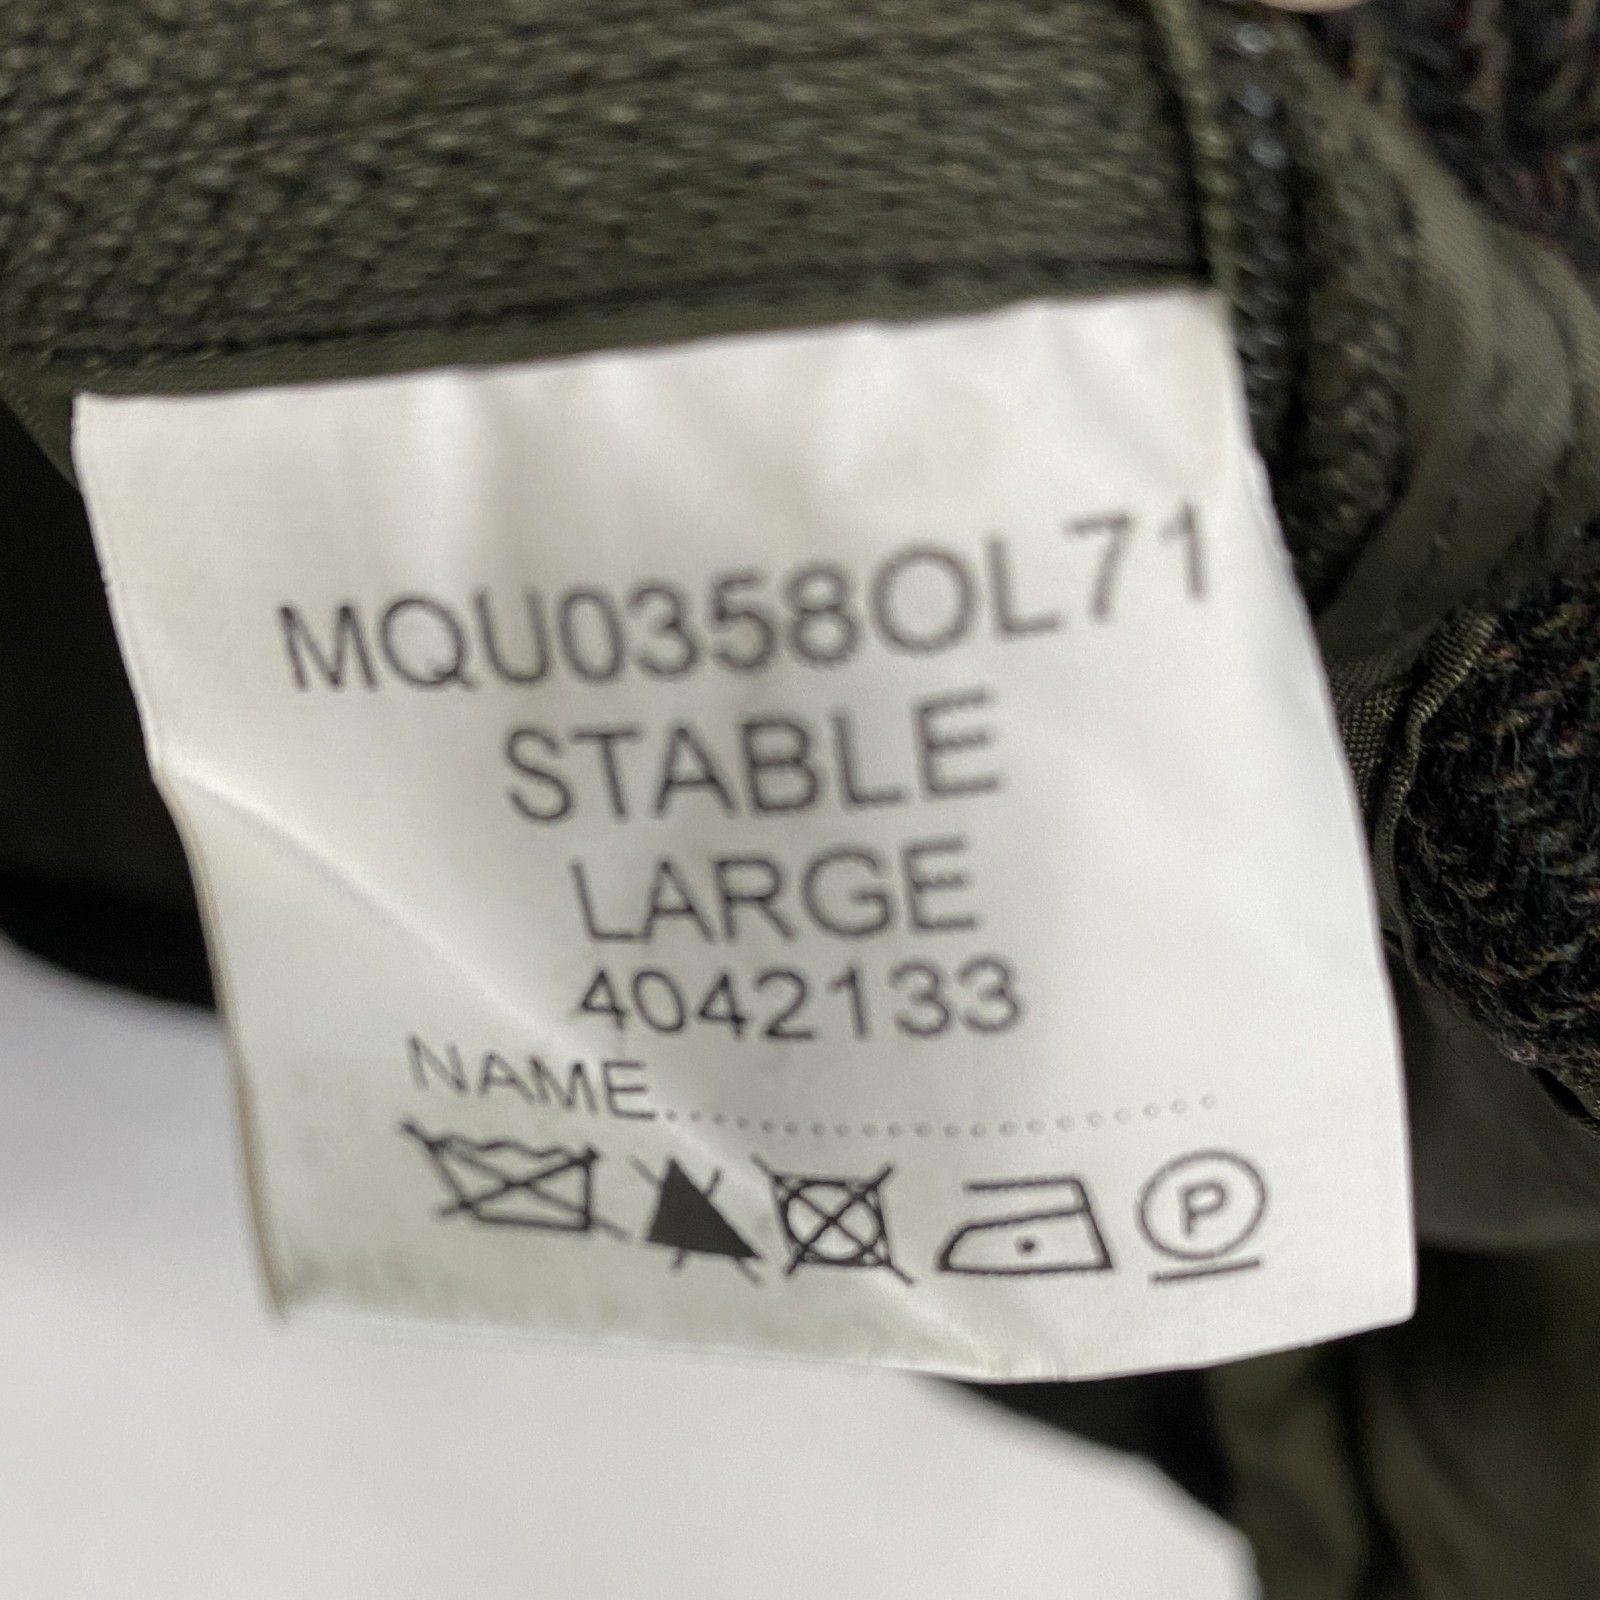 MQU0358OL71
STABLE
LARGE
4042133
NAME......................
P